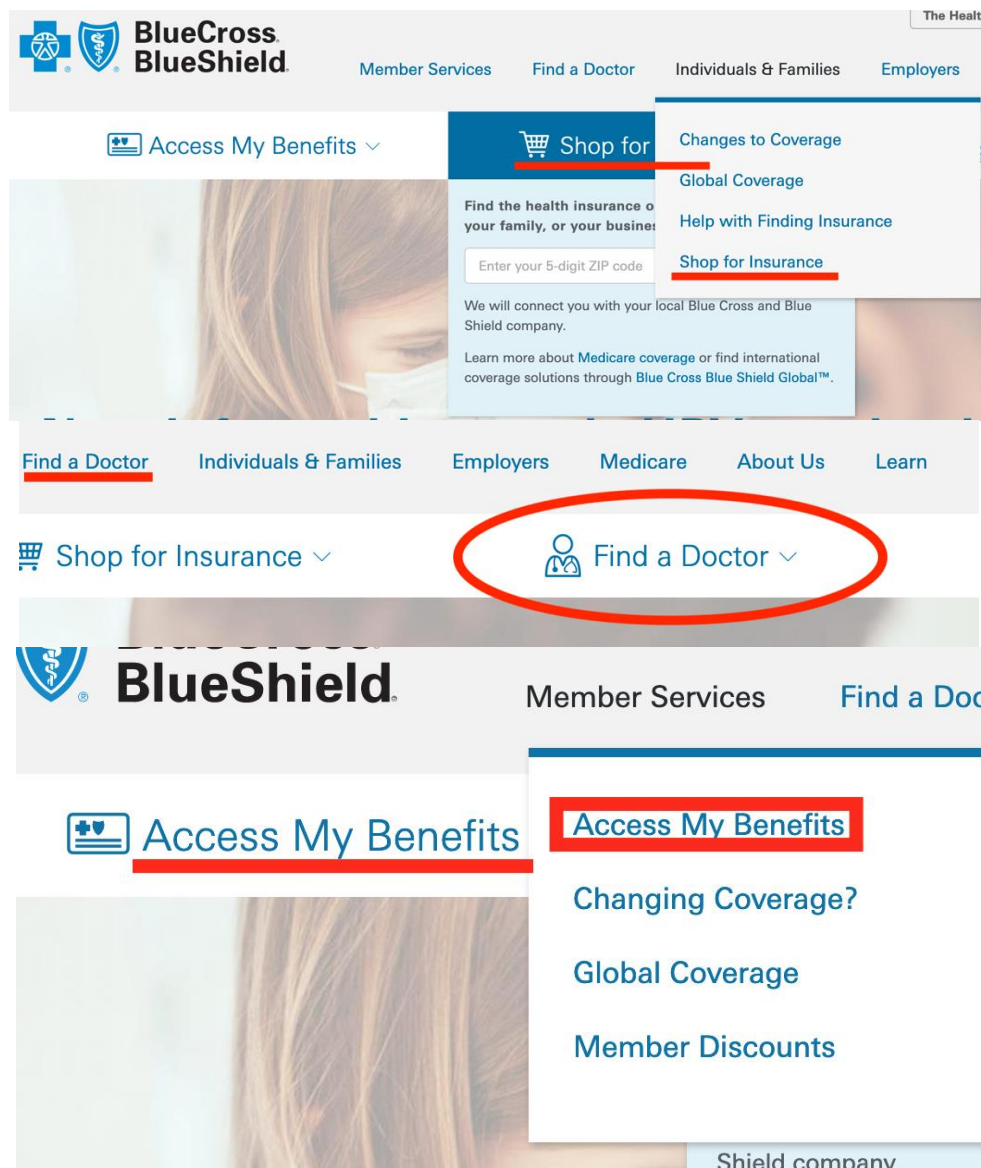 The Healt
BlueCross
BlueShield
Member Services
Find a Doctor
Individuals & Families
Employers
Access My Benefits
Shop for
Changes to Coverage
Global Coverage
Help with Finding Insurance
Shop for Insurance
Find the health insurance o
your family, or your busines
Enter your 5-digit ZIP code
We will connect you with your local Blue Cross and Blue
Shield company.
Learn more about Medicare coverage or find international
coverage solutions through Blue Cross Blue Shield Global™.
Find a Doctor
Individuals & Families
Employers
Medicare
About Us
Learn
Shop for Insurance
Find a Doctor
BlueShield
Member Services
Find a Doc
Access My Benefits
Access My Benefits
Changing Coverage?
Global Coverage
Member Discounts
Shield company